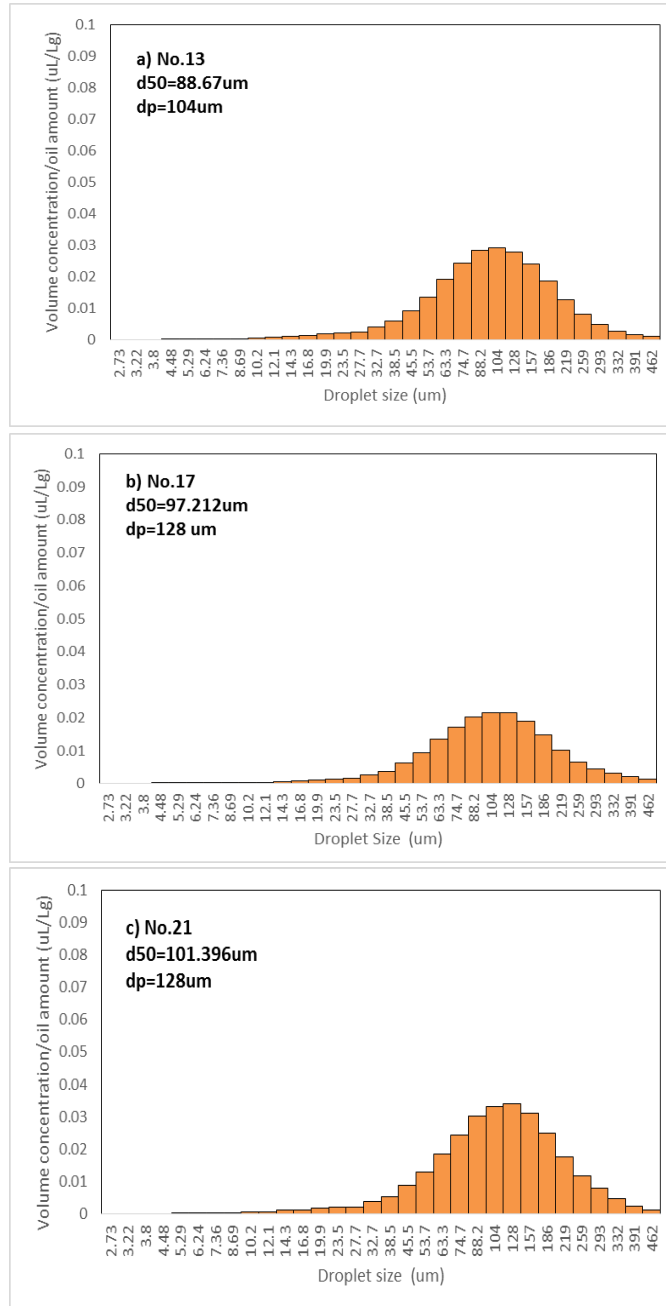 Volume concentration/oil amount (uL/Lg)
0.1
0.09
0.08
0.07
0.06
0.05
0.04
0.03
0.02
0.01
0
a) No.13
d50=88.67um
dp=104um
2.73 3.22 3.8 4.48 5.29 6.24 7.36 8.69 10.2 12.1 14.3 16.8 19.9 23.5 27.7 32.7 38.5 45.5 53.7 63.3 74.7 88.2 104 128 157 186 219 259 293 332 391 462
Droplet size (um)
Volume concentration/oil amount (uL/Lg)
0.1
0.09
0.08
0.07
0.06
0.05
0.04
0.03
0.02
0.01
0
b) No.17
d50=97.212um
dp=128 um
2.73 3.22 3.8 4.48 5.29 6.24 7.36 8.69 10.2 12.1 14.3 16.8 19.9 23.5 27.7 32.7 38.5 45.5 53.7 63.3 74.7 88.2 104 128 157 186 219 259 293 332 391 462
Droplet Size (um)
Volume concentration/oil amount (uL/Lg)
0.1
0.09
0.08
0.07
0.06
0.05
0.04
0.03
0.02
0.01
0
c) No.21
d50=101.396um
dp=128um
2.73 3.22 3.8 4.48 5.29 6.24 7.36 8.69 10.2 12.1 14.3 16.8 19.9 23.5 27.7 32.7 38.5 45.5 53.7 63.3 74.7 88.2 104 128 157 186 219 259 293 332 391 462
Droplet size (um)